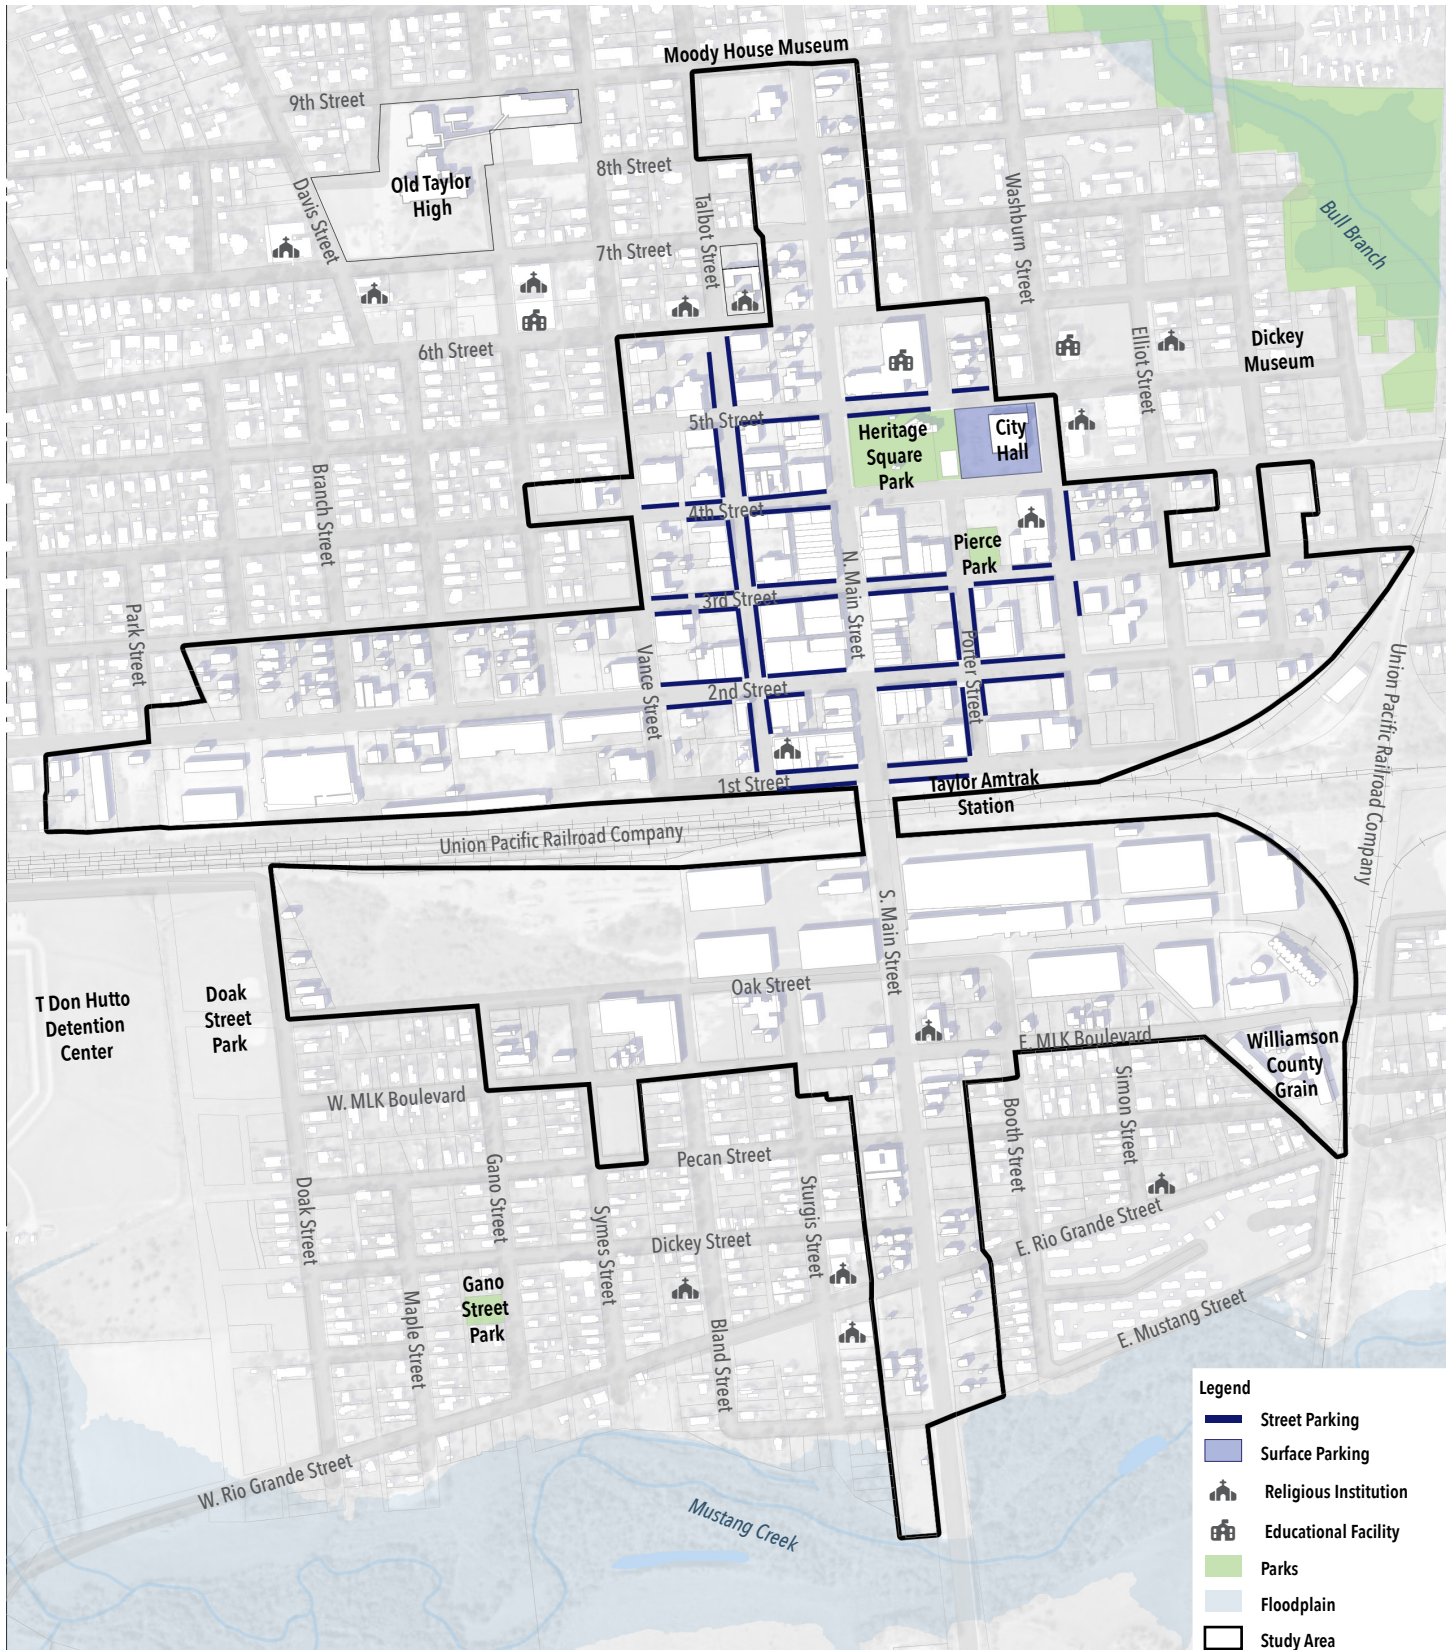 Moody House Museum
9th Street
8th Street
Old Taylor
High
Davis Street
Talbot Street
Washburn Street
Bull Branch
7th Street
6th Street
Elliot Street
Dickey
Museum
5th Street
Heritage
Square
Park
City
Hall
Branch Street
4th Street
Pierce
Park
N. Main Street
3rd Street
Park Street
Vance Street
Porter Street
2nd Street
Union Pacific Railroad Company
1st Street
Taylor Amtrak
Station
Union Pacific Railroad Company
S. Main Street
Oak Street
T Don Hutto
Detention
Center
Doak
Street
Park
E. MLK Boulevard
Williamson
County
Grain
W. MLK Boulevard
Simon Street
Booth Street
Pecan Street
Gano Street
Doak Street
Symes Street
Sturgis Street
Dickey Street
E. Rio Grande Street
Gano
Street
Park
Maple Street
Bland Street
E. Mustang Street
W. Rio Grande Street
Mustang Creek
Legend
Street Parking
Surface Parking
Religious Institution
Educational Facility
Parks
Floodplain
Study Area